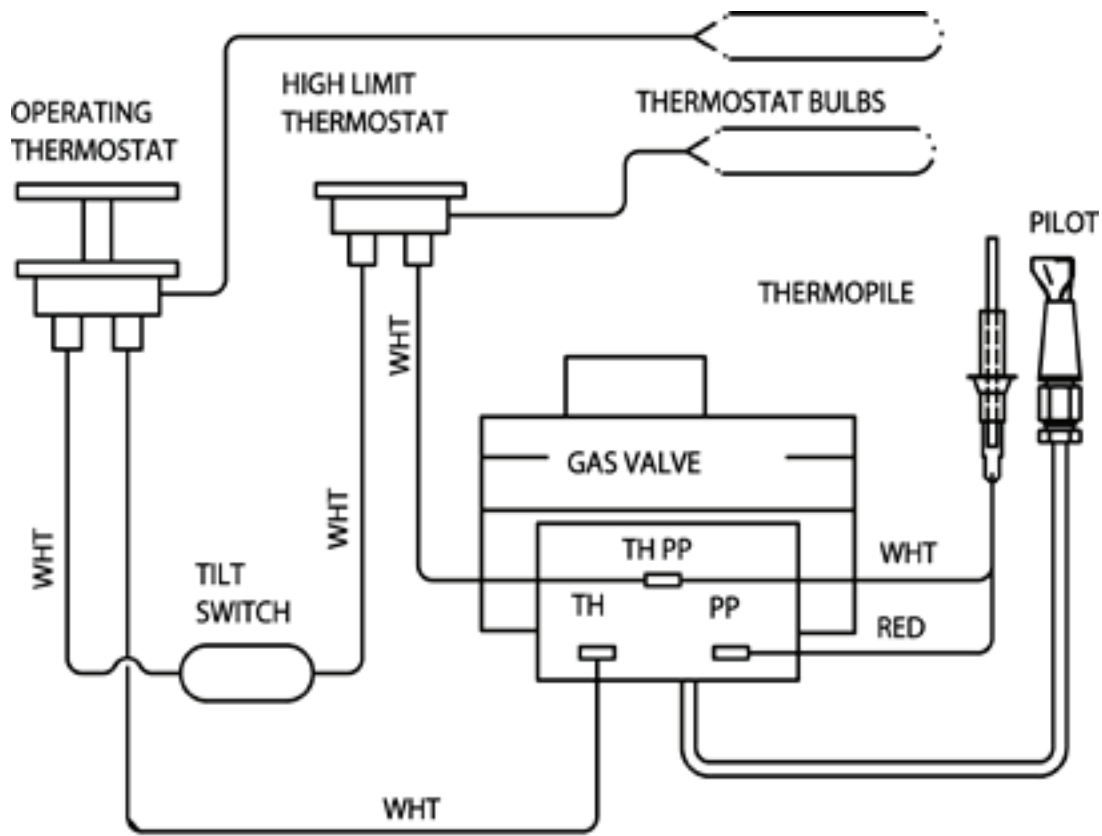 OPERATING
THERMOSTAT
HIGH LIMIT
THERMOSTAT
THERMOSTAT BULBS
PILOT
THERMOPILE
WHT
GAS VALVE
WHT
WHT
TH PP
WHT
TILT
SWITCH
TH
PP
RED
WHT